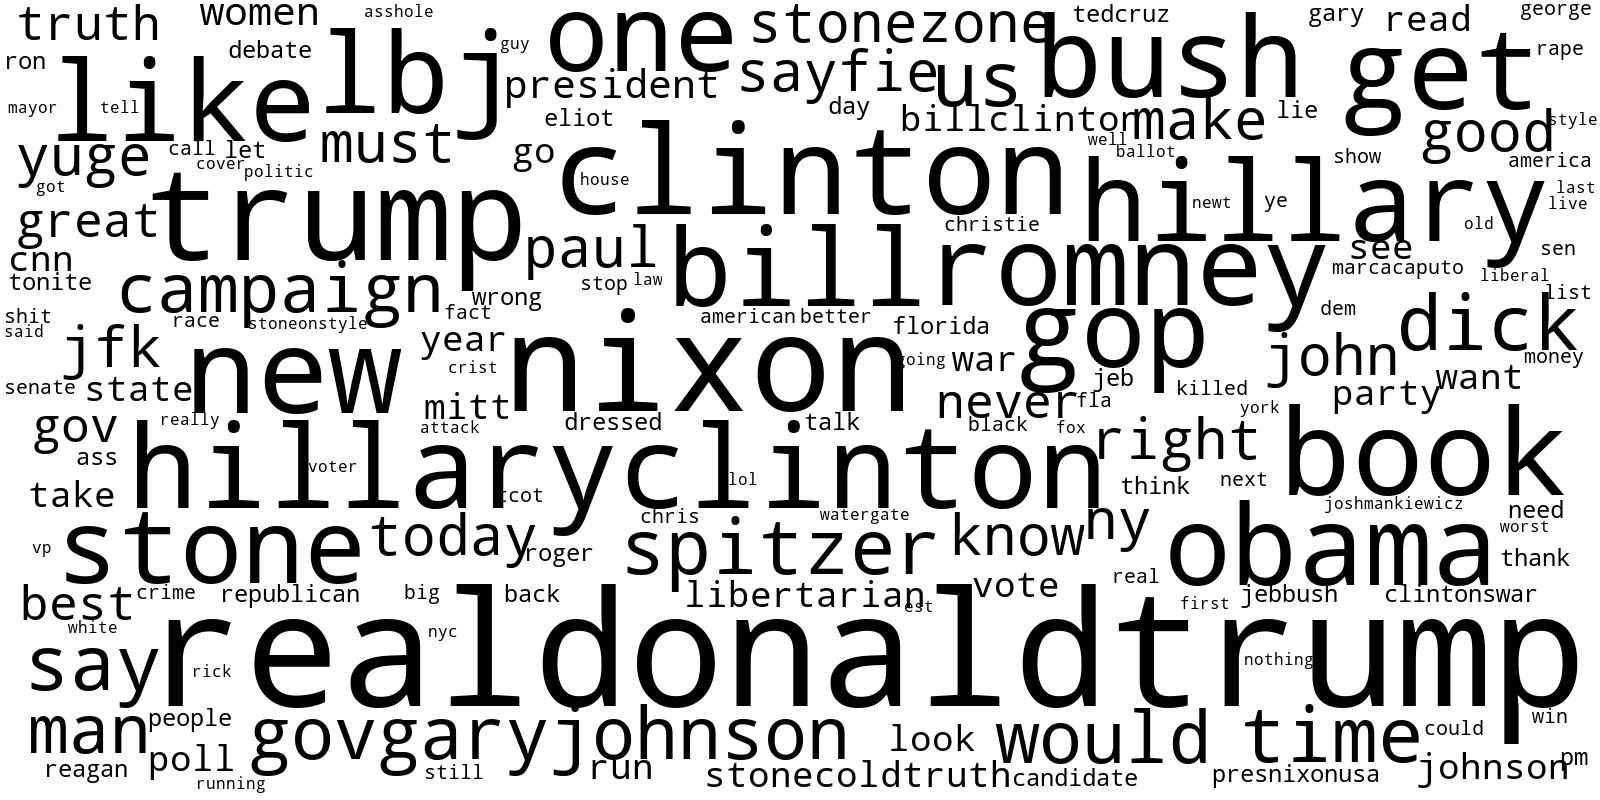 truth women asshole one stonezone tedcruz gary read george
ron debate like lbj guy president sayfie us bush get rape
mayor tell eliot day billclinton make lie good style
yuge call let must go clinton well ballot show america
got cover politic house hillary newt ye last live
great trump paul christie old see sen
cnn tonite campaign stop law billromney marcacaputo liberal list
shit said race stoneonstyle wrong fact american better florida gop dem dick
jfk new year crist nixon going war john money
senate state mitt never jeb fla killed party want
gov really attack dressed talk black fox york book
ass hillaryclinton voter lol right
take ccot think next joshmankiewicz need
stone today roger chris watergate spitzer know ny obama worst thank
vp vote real
best crime republican big back libertarian est first jebbush clintonswar
white nyc realdonaldtrump
say rick nothing
man people govgaryjohnson look would time could win
poll reagan running still run stonecoldtruth candidate presnixonusa johnson pm